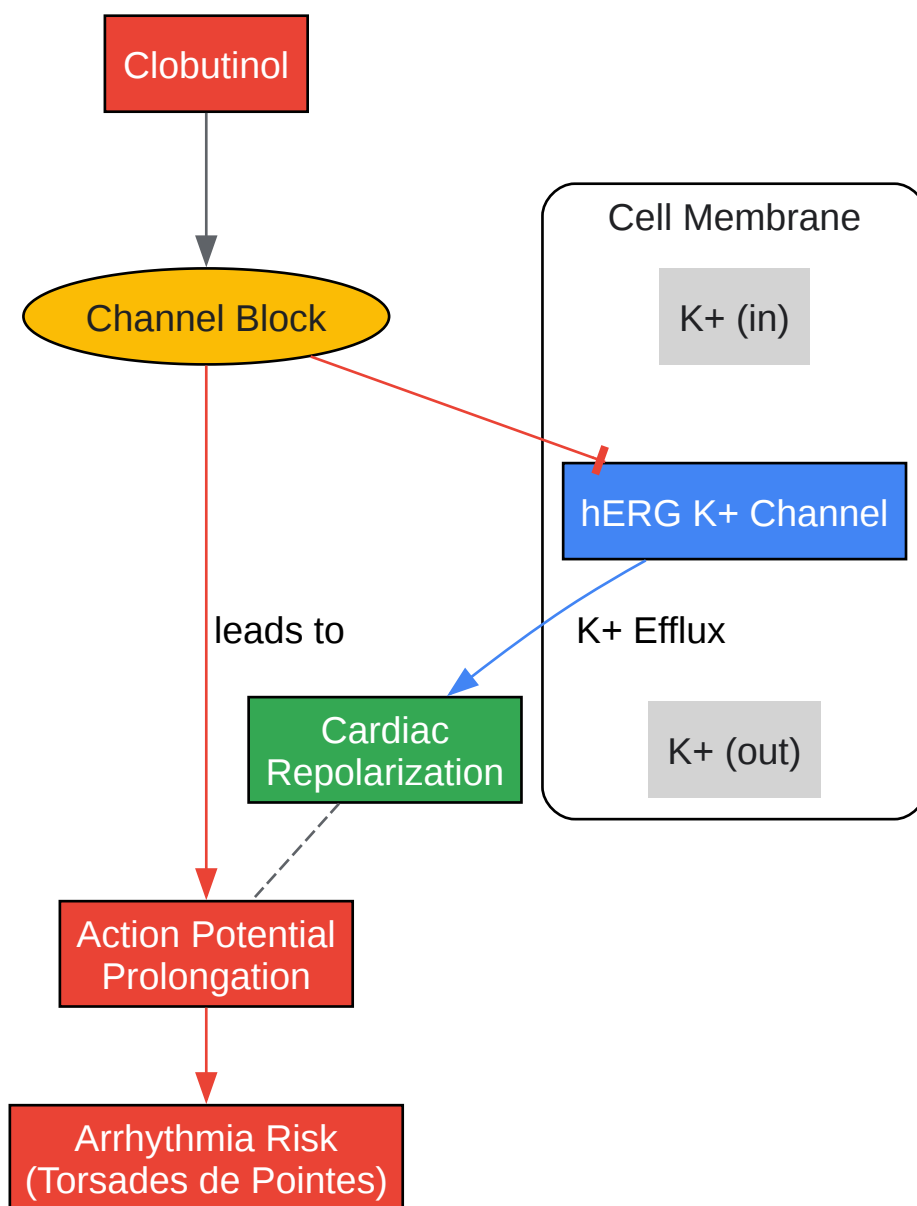 Clobutinol
Cell Membrane
K+ (in)
Channel Block
hERG K+ Channel
leads to
K+ Efflux
Cardiac
Repolarization
K+ (out)
Action Potential
Prolongation
Arrhythmia Risk
(Torsades de Pointes)